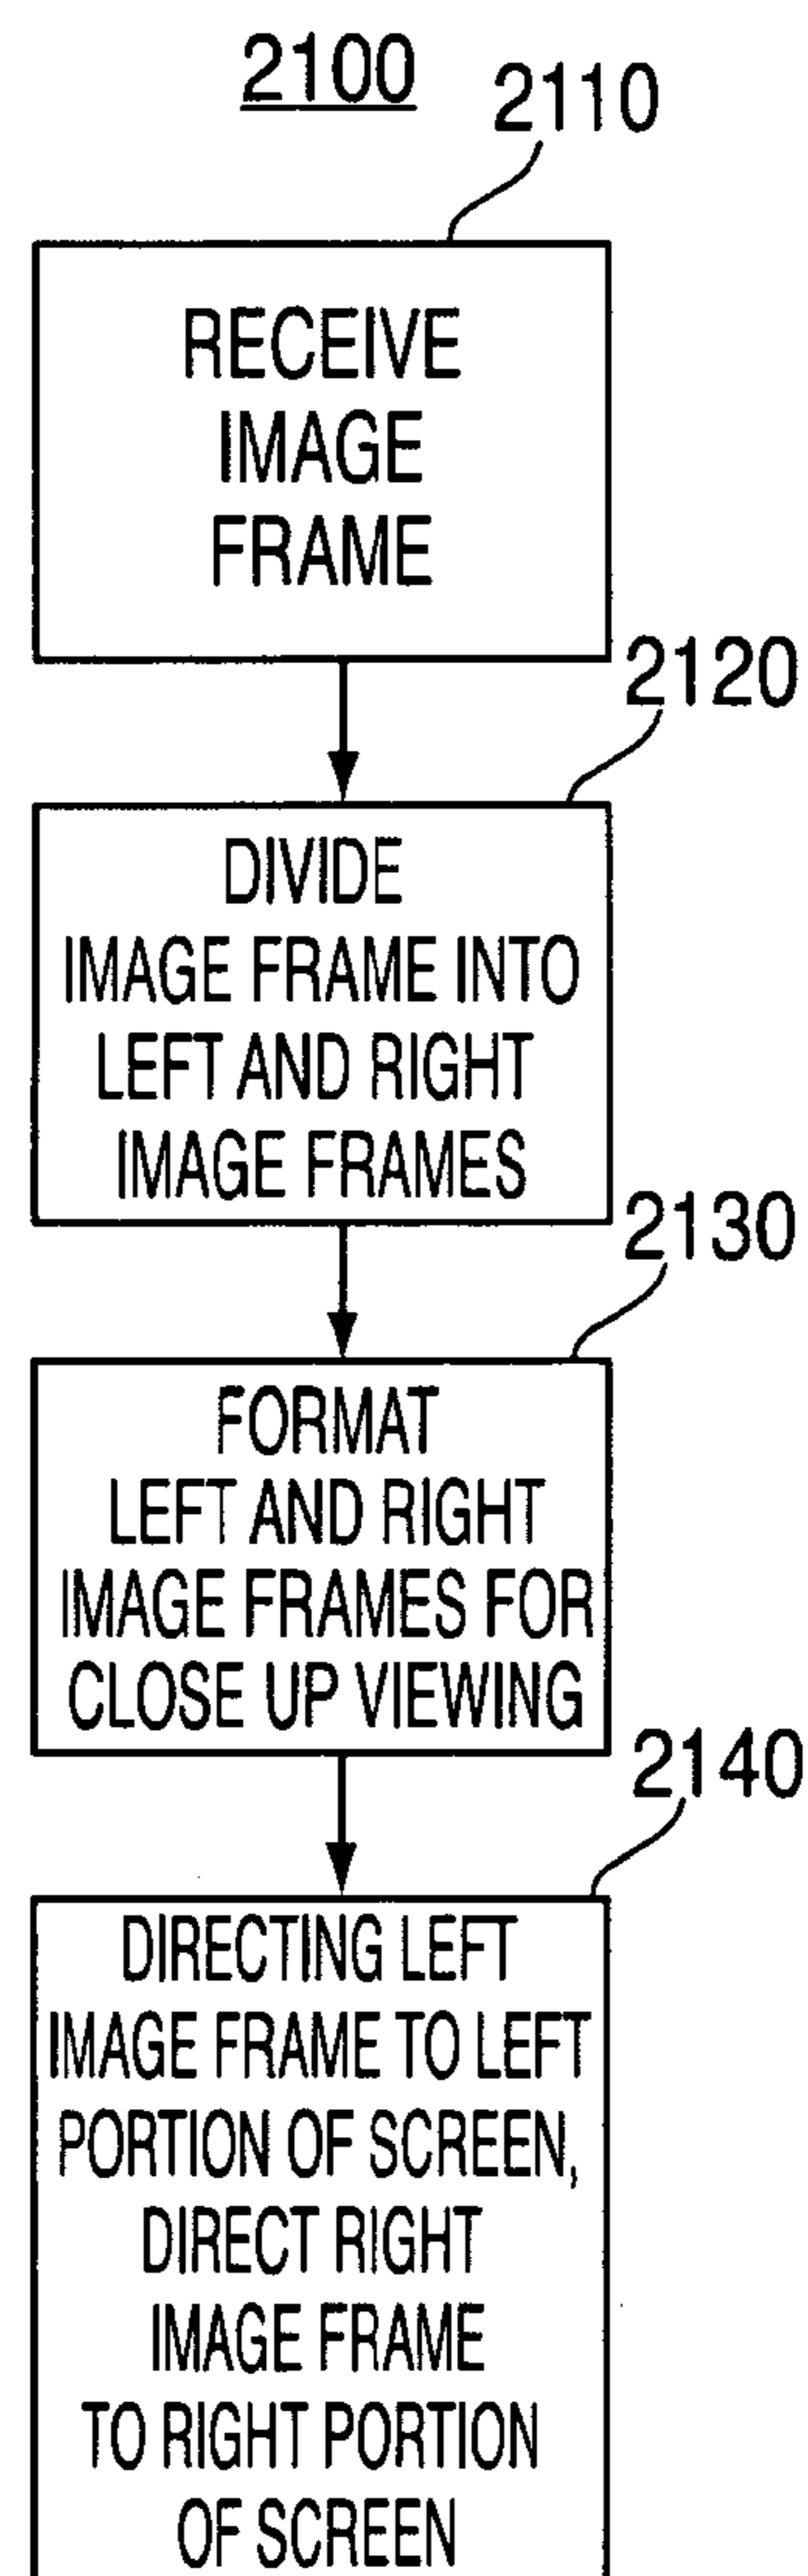 2100
2110
RECEIVE
IMAGE
FRAME
2120
DIVIDE
IMAGE FRAME INTO
LEFT AND RIGHT
IMAGE FRAMES
2130
FORMAT
LEFT AND RIGHT
IMAGE FRAMES FOR
CLOSE UP VIEWING
2140
DIRECTING LEFT
IMAGE FRAME TO LEFT
PORTION OF SCREEN,
DIRECT RIGHT
IMAGE FRAME
TO RIGHT PORTION
OF SCREEN